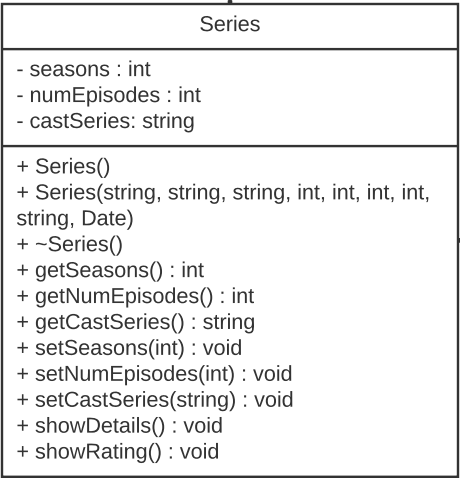 Series
- seasons : int
- numEpisodes : int
- castSeries: string
+ Series()
+ Series(string, string, string, int, int, int, int,
string, Date)
+ ~Series()
+ getSeasons() : int
+ getNumEpisodes() : int
+ getCastSeries() : string
+ setSeasons(int) : void
+ setNumEpisodes(int) : void
+ setCastSeries(string) : void
+ showDetails() : void
+ showRating() : void